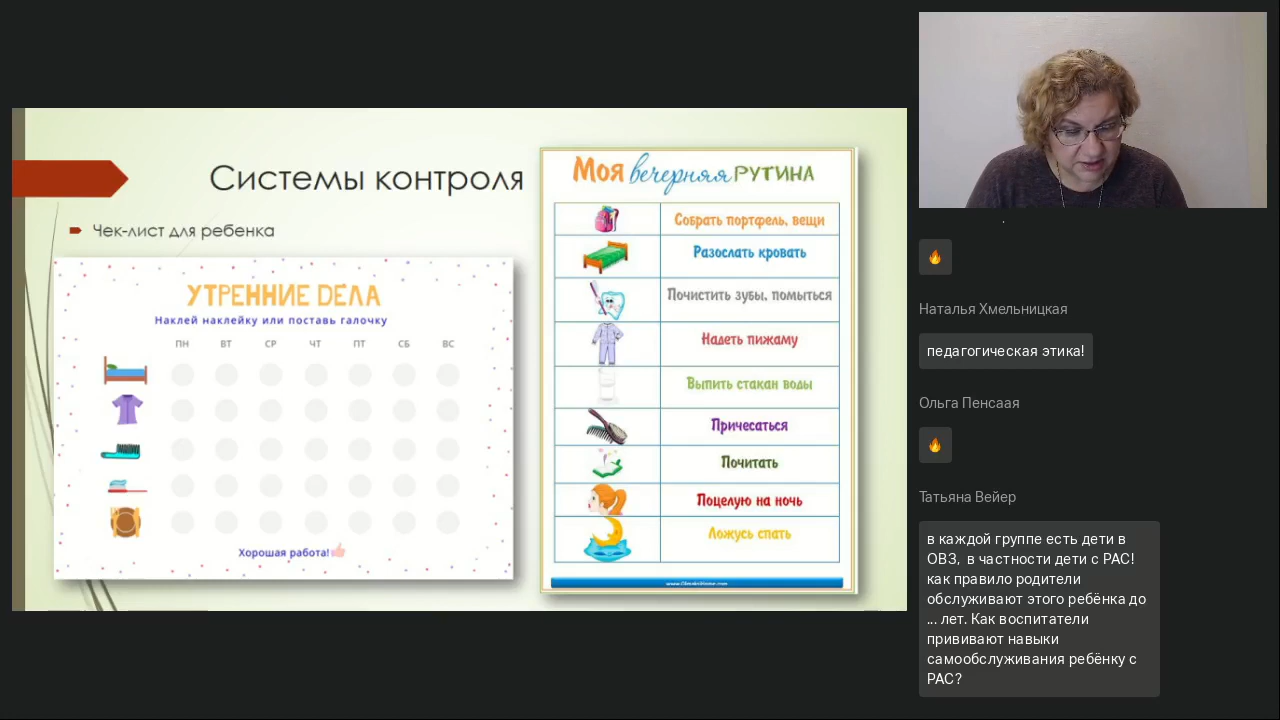 Системы контроля
Чек-лист для ребенка
УТРЕННИЕ DЕЛА
Наклей наклейку или поставь галочку
ПН ВТ СР ЧТ ПТ СБ ВС
Хорошая работа!
Моя вечерняя РУТИНА
Собрать портфель, вещи
Разослать кровать
Почистить зубы, помыться
Надеть пижаму
Выпить стакан воды
Причесаться
Почитать
Поцелую на ночь
Ложусь спать
Наталья Хмельницкая
педагогическая этика!
Ольга Пенсаая
Татьяна Вейер
в каждой группе есть дети в
ОВЗ, в частности дети с РАС!
как правило родители
обслуживают этого ребёнка до
... лет. Как воспитатели
прививают навыки
самообслуживания ребёнку с
РАС?